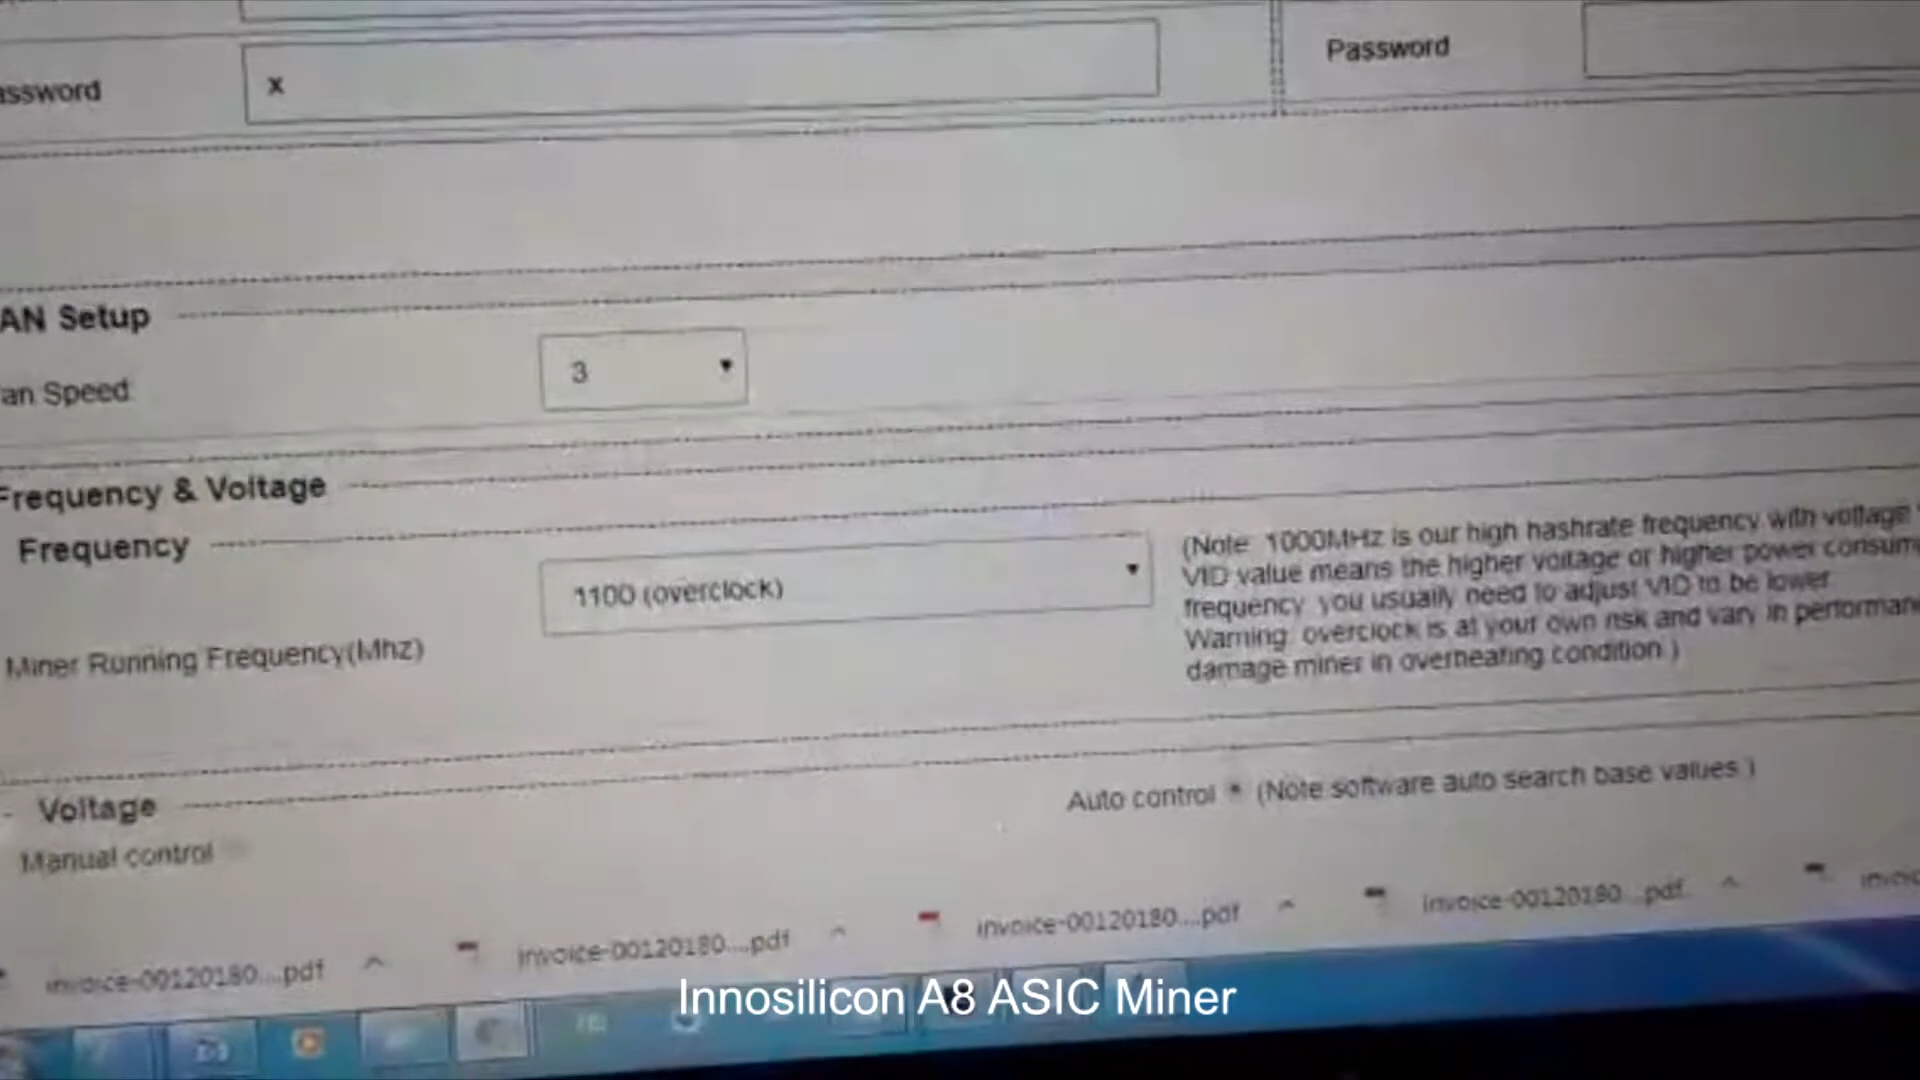 assword
x
Password
AN Setup
an Speed
3
Frequency & Voltage
Frequency
Miner Running Frequency(Mhz)
1100 (overclock)
(Note 1000MHz is our high hashrate frequency with voltage
VID value means the higher voltage or higher power consum
frequency you usually need to adjust VID to be lower
Warning overclock is at your own risk and vary in performan
damage miner in overheating condition.)
Voltage
Manual control
Auto control (Note software auto search base values.)
invoice-00120180....pdf
invoice-00120180....pdf
invoice-00120180....pdf
invoice-00120180...pdf
invoic
Innosilicon A8 ASIC Miner